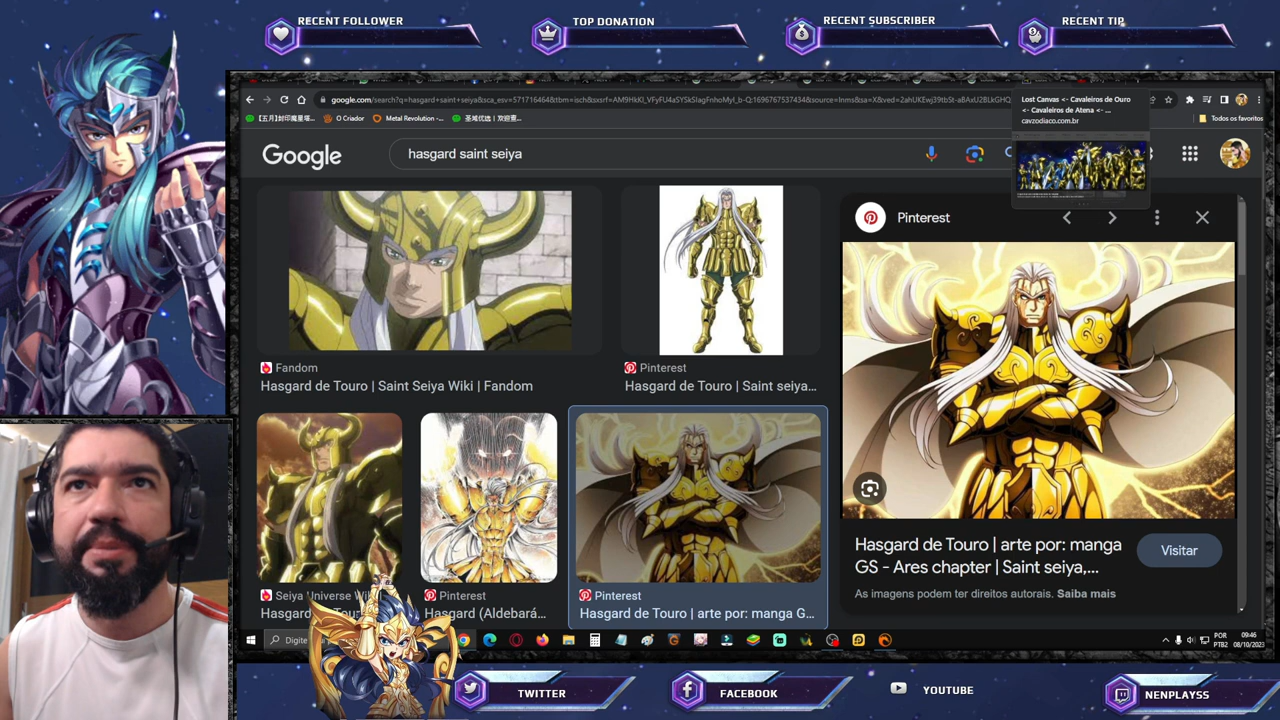 RECENT FOLLOWER
TOP DONATION
RECENT SUBSCRIBER
RECENT TIP
Lost Canvas <- Cavaleiros de Ouro
<- Cavaleiros de Atena <- ...
cavzodiaco.com.br
O Criador
Metal Revolution -...
Todos os favoritos
Google
hasgard saint seiya
Pinterest
Fandom
Hasgard de Touro | Saint Seiya Wiki | Fandom
Pinterest
Hasgard de Touro | Saint seiya...
Hasgard de Touro | arte por: manga
GS - Ares chapter | Saint seiya,...
Visitar
As imagens podem ter direitos autorais. Saiba mais
Seiya Universe
Pinterest
Hasgard (Aldebará...
Pinterest
Hasgard de Touro | arte por: manga G...
Digite
POR
PTB2
09:46
08/10/2023
TWITTER
FACEBOOK
YOUTUBE
NENPLAYSS